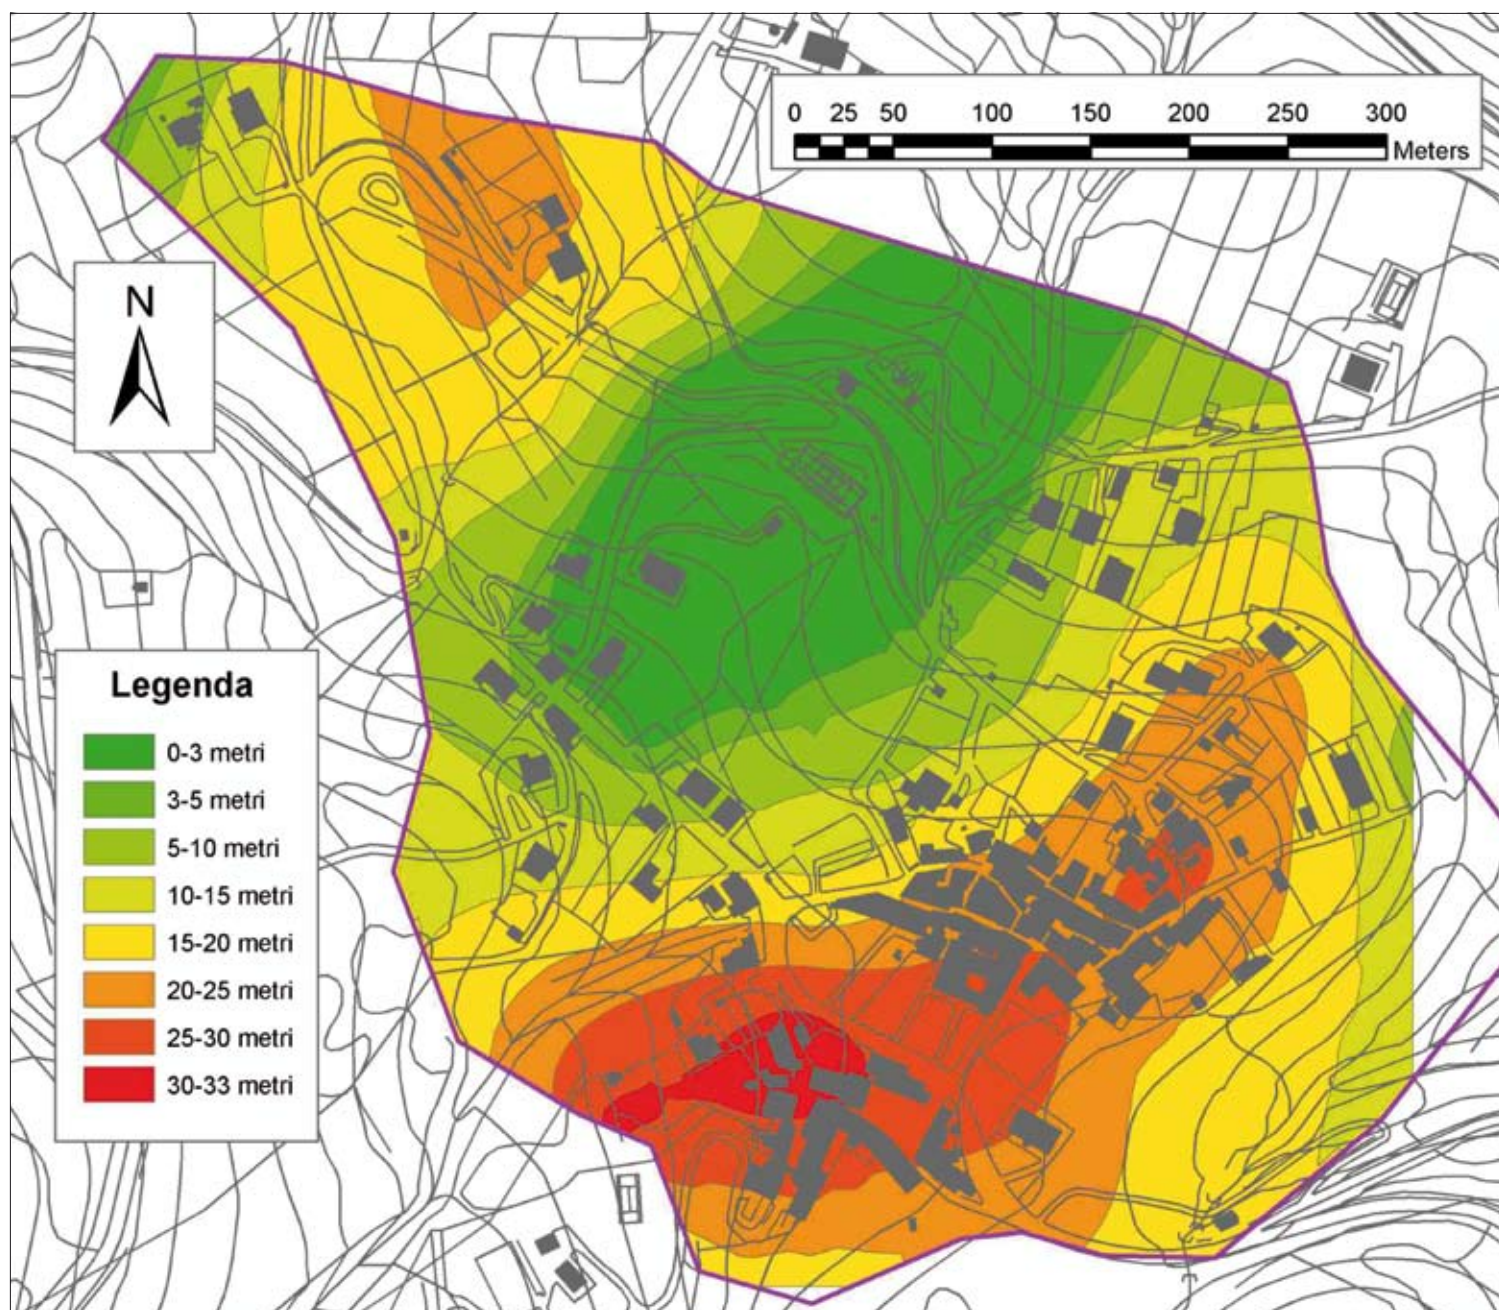 0 25 50 100 150 200 250 300
Meters
N
Legenda
0-3 metri
3-5 metri
5-10 metri
10-15 metri
15-20 metri
20-25 metri
25-30 metri
30-33 metri